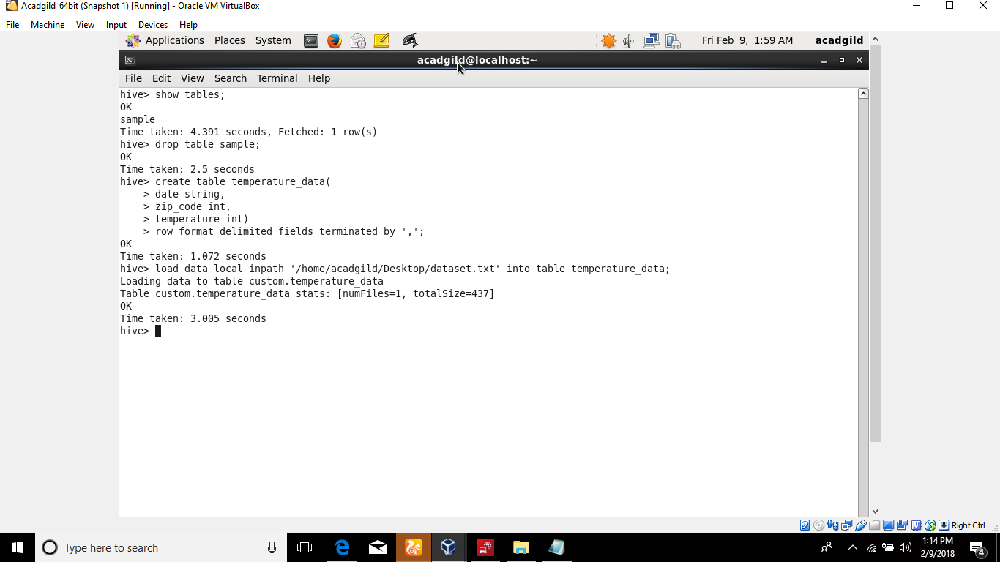 Acadgild_64bit (Snapshot 1) [Running] - Oracle VM VirtualBox
File Machine View Input Devices Help
Applications Places System Fri Feb 9, 1:59 AM acadgild
acadgild@localhost:~
File Edit View Search Terminal Help
hive> show tables;
OK
sample
Time taken: 4.391 seconds, Fetched: 1 row(s)
hive> drop table sample;
OK
Time taken: 2.5 seconds
hive> create table temperature_data(
    > date string,
    > zip_code int,
    > temperature int)
    > row format delimited fields terminated by ',';
OK
Time taken: 1.072 seconds
hive> load data local inpath '/home/acadgild/Desktop/dataset.txt' into table temperature_data;
Loading data to table custom.temperature_data
Table custom.temperature_data stats: [numFiles=1, totalSize=437]
OK
Time taken: 3.005 seconds
hive>
Right Ctrl
Type here to search
1:14 PM
2/9/2018
4